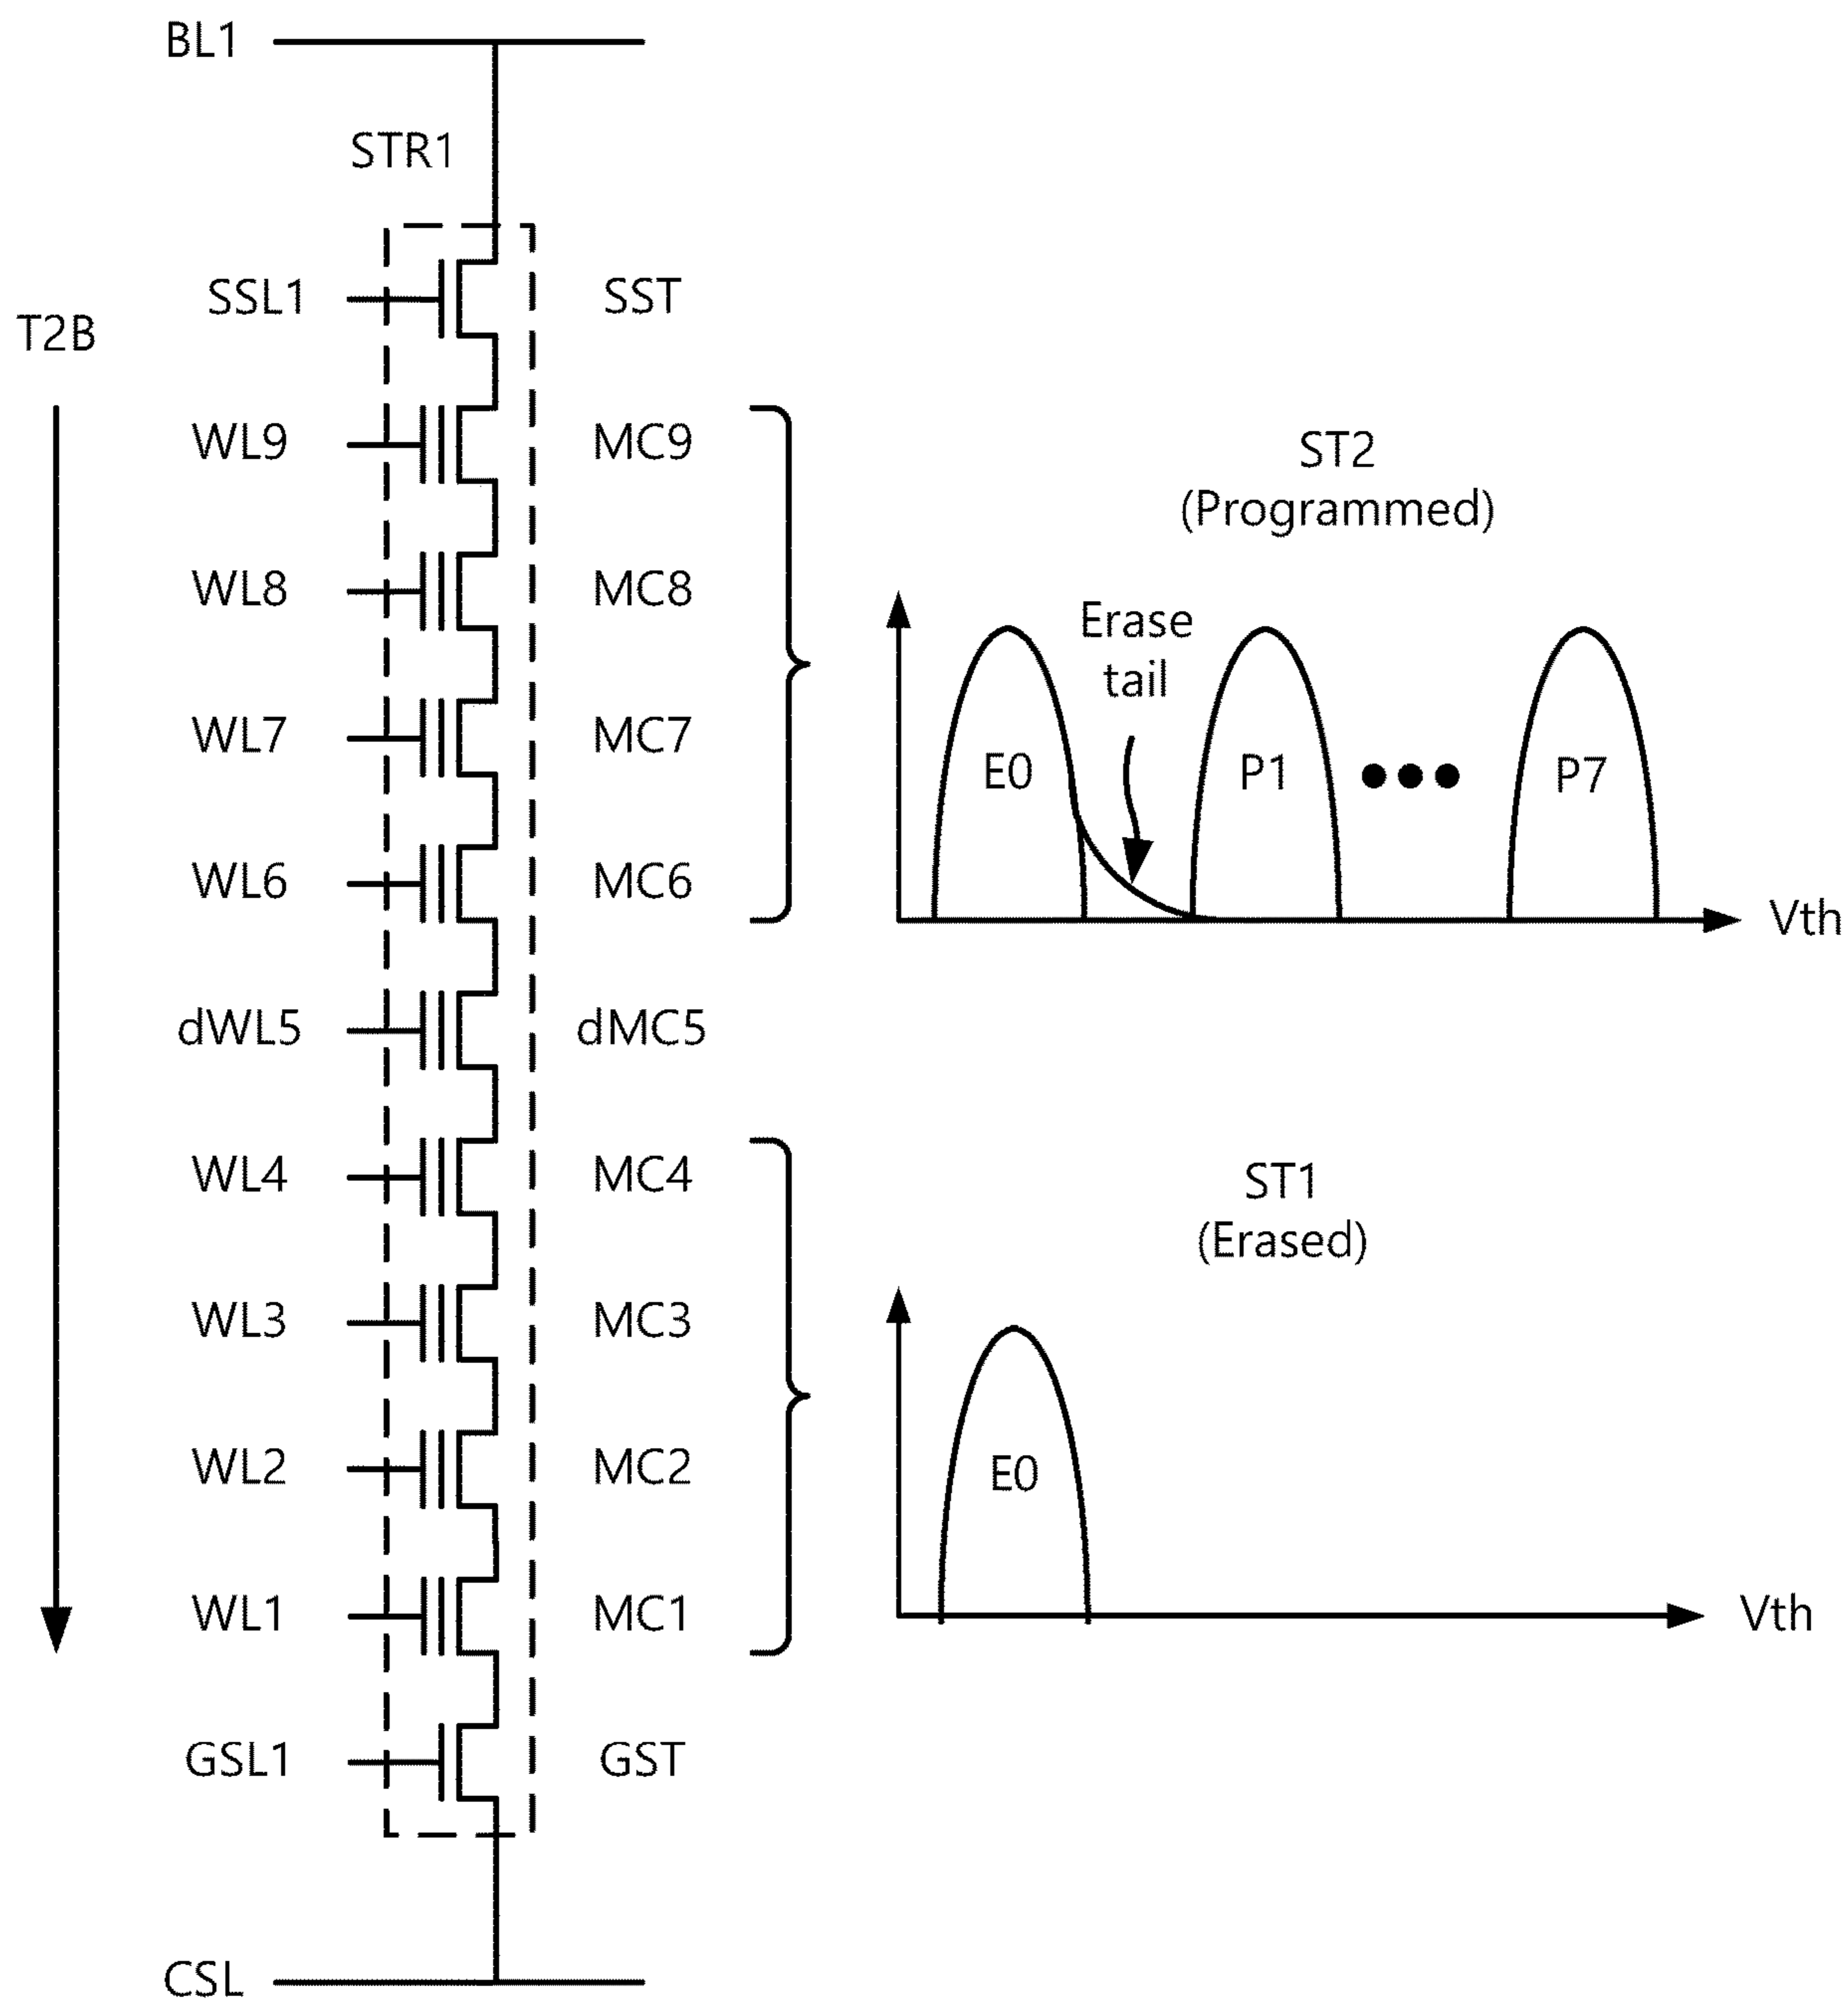 BL1
STR1
SSL1
SST
T2B
WL9
MC9
ST2
(Programmed)
WL8
MC8
Erase
tail
WL7
MC7
E0
P1
P7
WL6
MC6
Vth
dWL5
dMC5
WL4
MC4
ST1
(Erased)
WL3
MC3
WL2
MC2
E0
WL1
MC1
Vth
GSL1
GST
CSL